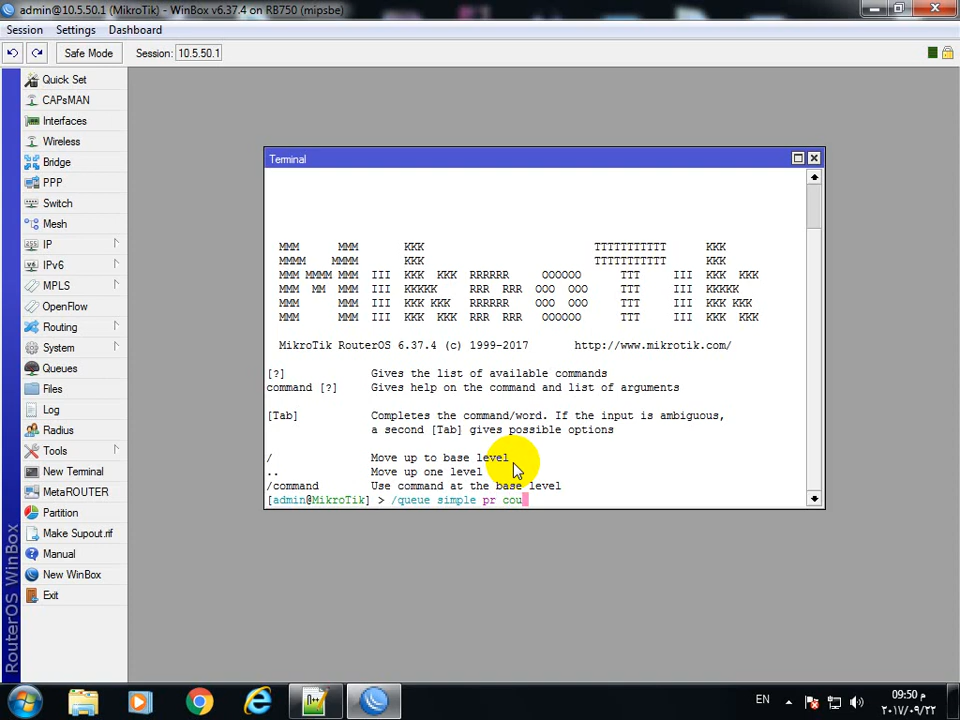 admin@10.5.50.1 (MikroTik) - WinBox v6.37.4 on RB750 (mipsbe)
Session Settings Dashboard
Safe Mode Session: 10.5.50.1
Quick Set
CAPsMAN
Interfaces
Wireless
Bridge
PPP
Switch
Mesh
IP
IPv6
MPLS
OpenFlow
Routing
System
Queues
Files
Log
Radius
Tools
New Terminal
MetaROUTER
Partition
Make Supout.rif
Manual
New WinBox
Exit
RouterOS WinBox
Terminal
MMM MMM KKK TTTTTTTTTTT KKK
MMMM MMMM KKK TTTTTTTTTTT KKK
MMM MMMM MMM III KKK KKK RRRRRR OOOOOO TTT III KKK KKK
MMM MM MMM III KKKKK RRR RRR OOO OOO TTT III KKKKK
MMM MMM III KKK KKK RRRRRR OOO OOO TTT III KKK KKK
MMM MMM III KKK KKK RRR RRR OOOOOO TTT III KKK KKK
MikroTik RouterOS 6.37.4 (c) 1999-2017 http://www.mikrotik.com/
[?] Gives the list of available commands
command [?] Gives help on the command and list of arguments
[Tab] Completes the command/word. If the input is ambiguous,
a second [Tab] gives possible options
/ Move up to base level
.. Move up one level
/command Use command at the base level
[admin@MikroTik] > /queue simple pr cou
EN
09:50 م
٢٠١٧/٠٩/٢٢